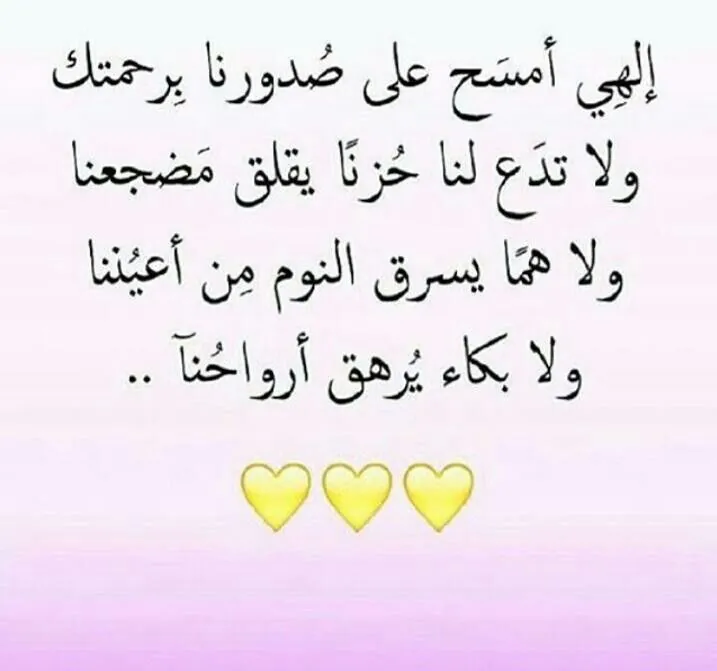 إلهِي أمسَح على صُدورنا بِرحمتك
ولا تدَع لنا حُزنًا يقلق مَضجعنا
ولا همًا يسرق النوم مِن أعيُننا
ولا بكاء يُرهق أرواحُنآ ..
💛💛💛